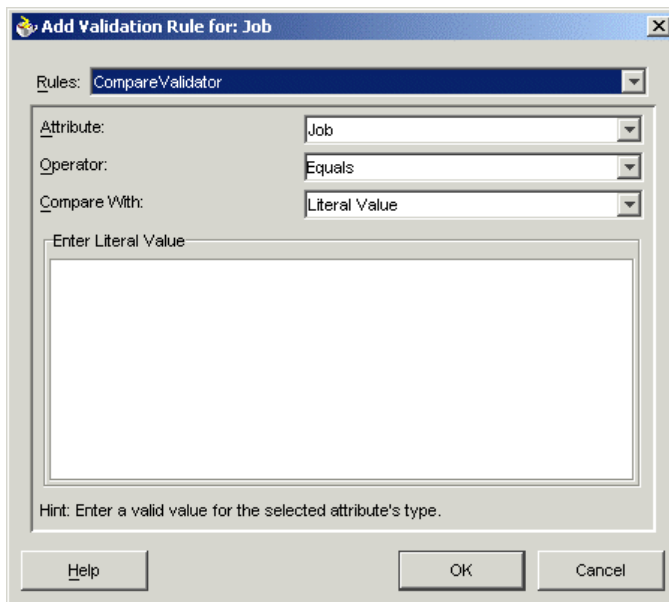 Add Validation Rule for: Job
Rules: CompareValidator
Attribute: Job
Operator: Equals
Compare With: Literal Value
Enter Literal Value
Hint: Enter a valid value for the selected attribute's type.
Help OK Cancel